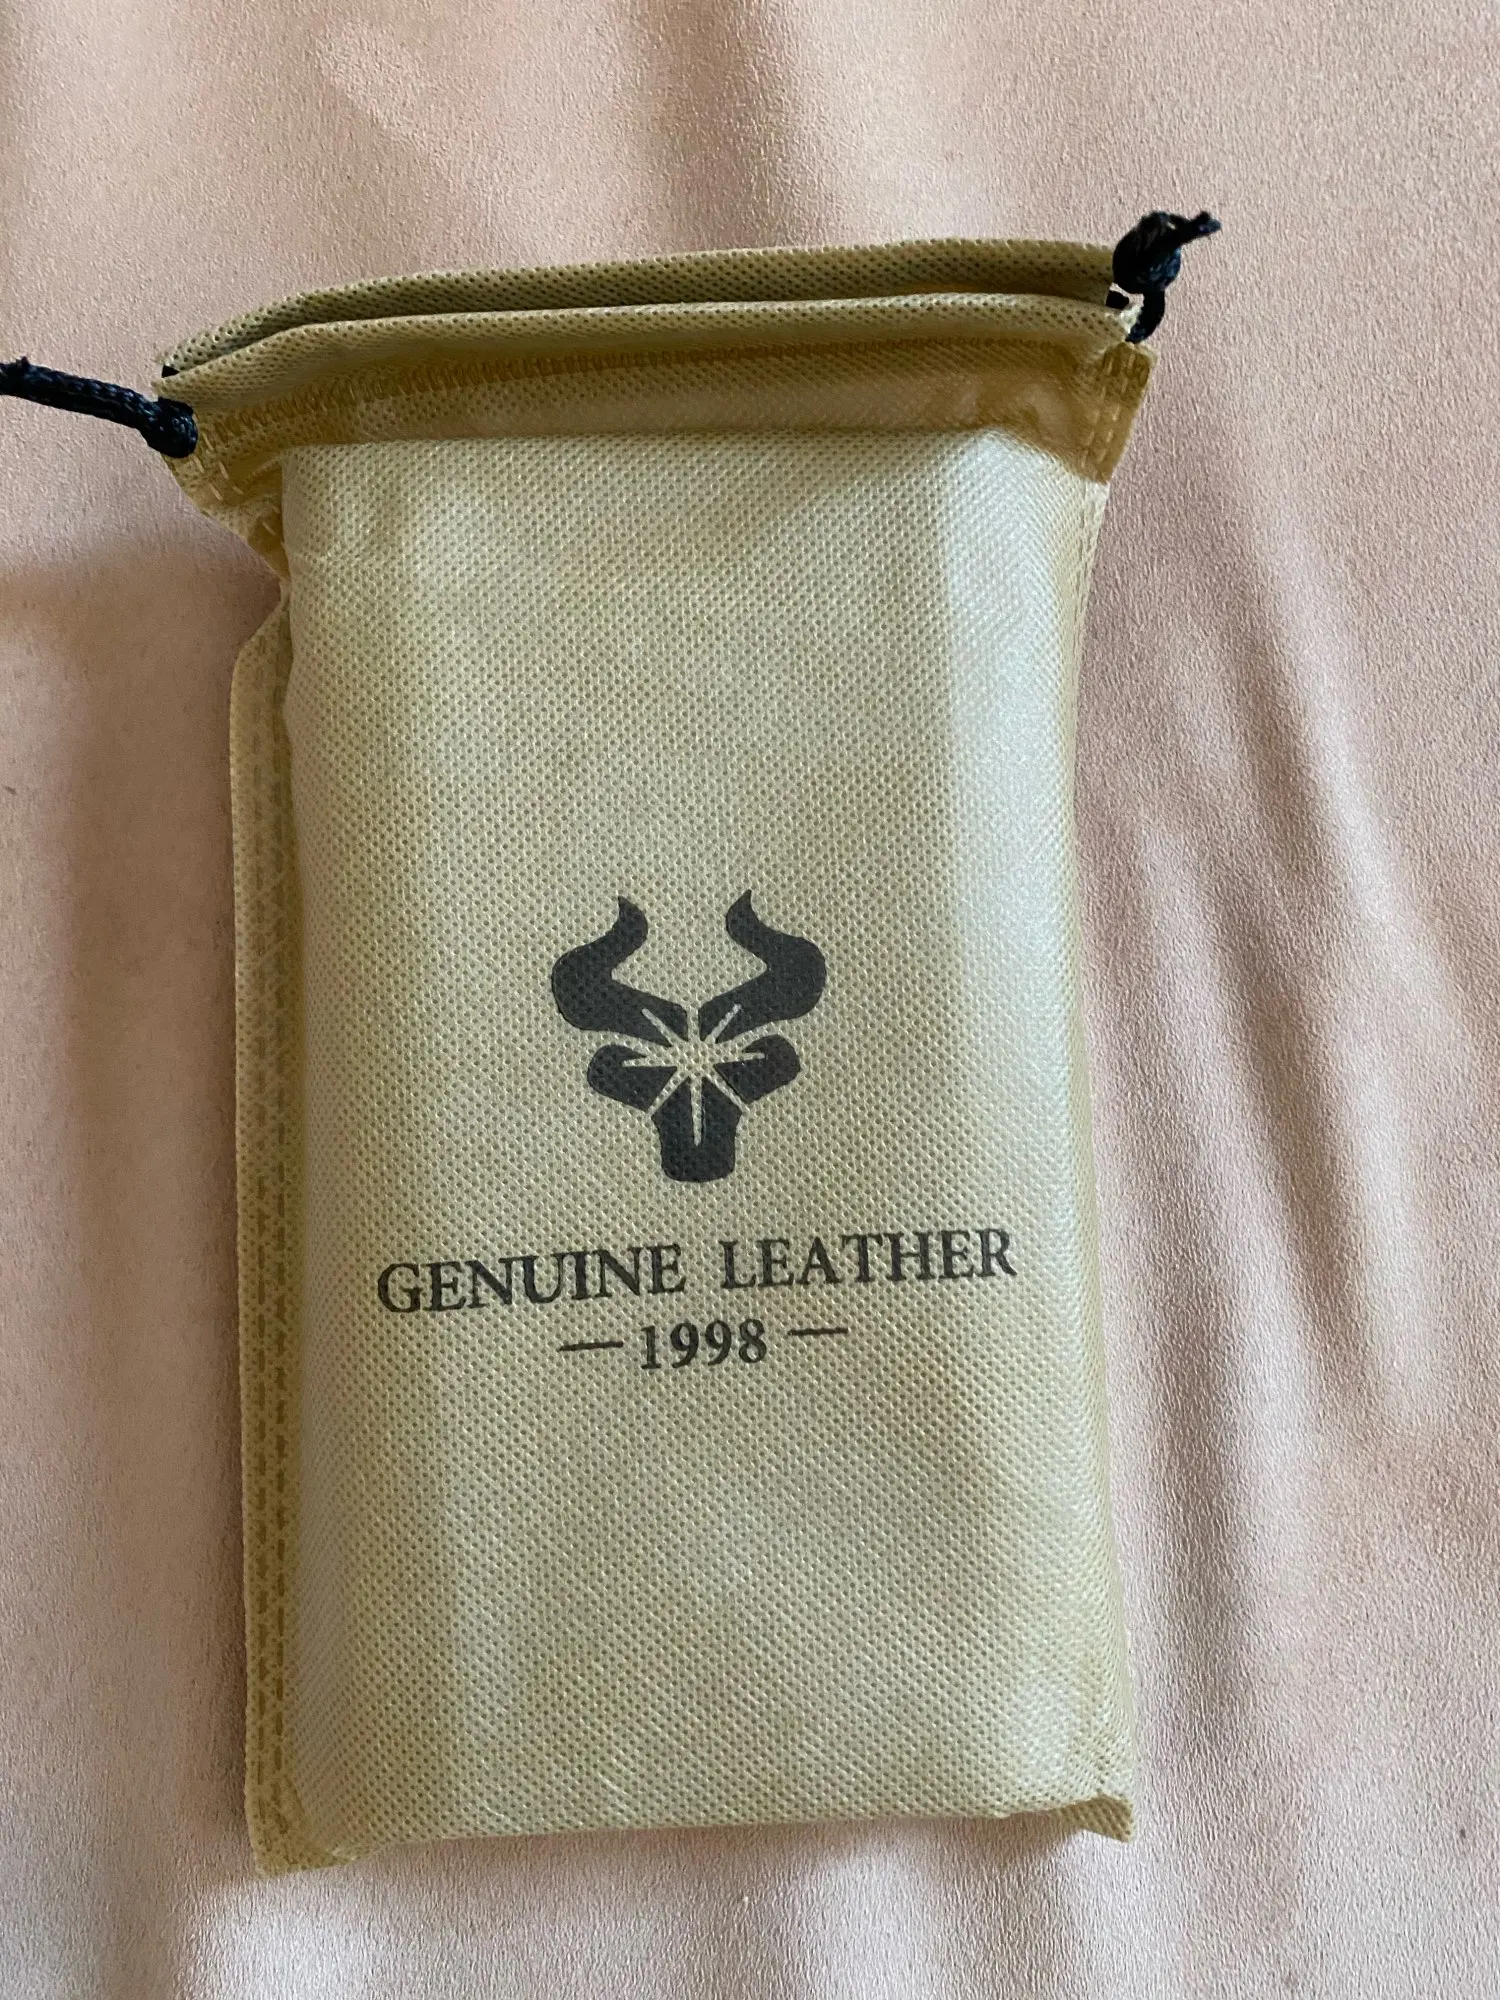 GENUINE LEATHER
— 1998 —